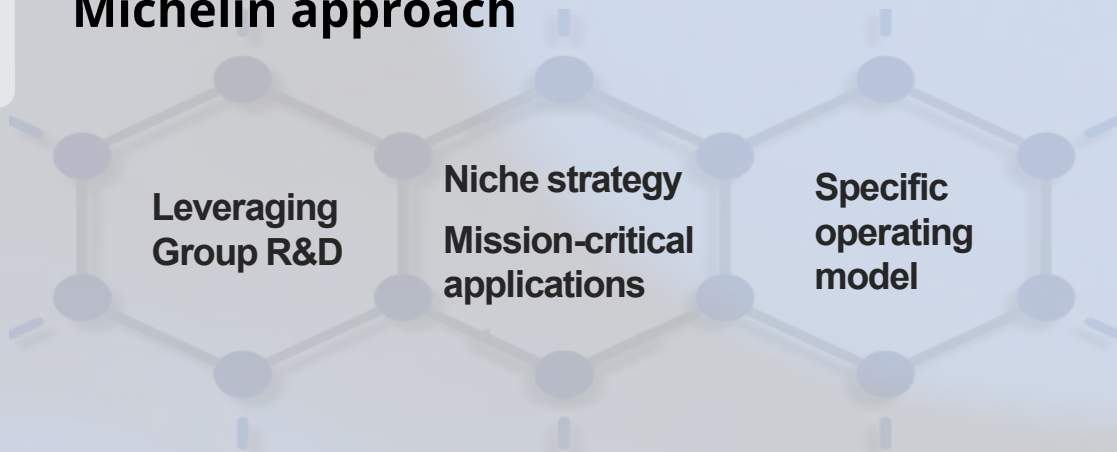 Michelin approach
Leveraging
Group R&D
Niche strategy
Mission-critical
applications
Specific
operating
model